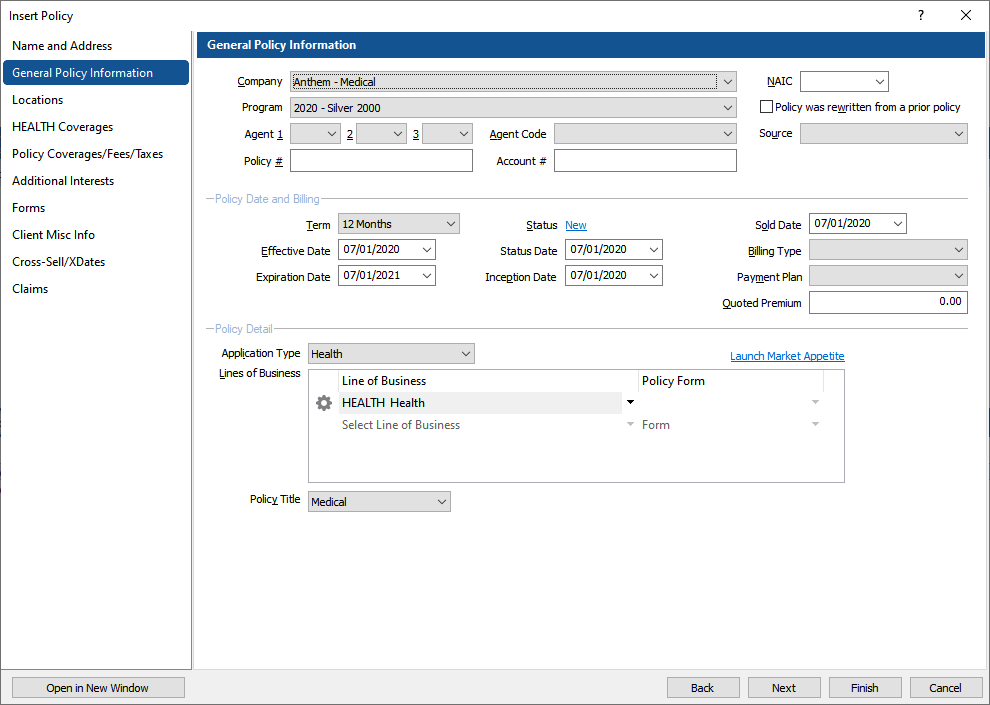 Insert Policy
?
Name and Address
General Policy Information
Locations
HEALTH Coverages
Policy Coverages/Fees/Taxes
Additional Interests
Forms
Client Misc Info
Cross-Sell/XDates
Claims
General Policy Information
Company Anthem - Medical NAIC
Program 2020 - Silver 2000 Policy was rewritten from a prior policy
Agent 1 2 3 Agent Code Source
Policy # Account #
Policy Date and Billing
Term 12 Months Status New Sold Date 07/01/2020
Effective Date 07/01/2020 Status Date 07/01/2020 Billing Type
Expiration Date 07/01/2021 Inception Date 07/01/2020 Payment Plan
Quoted Premium 0.00
Policy Detail
Application Type Health Launch Market Appetite
Lines of Business
Line of Business Policy Form
HEALTH Health
Select Line of Business Form
Policy Title Medical
Open in New Window Back Next Finish Cancel